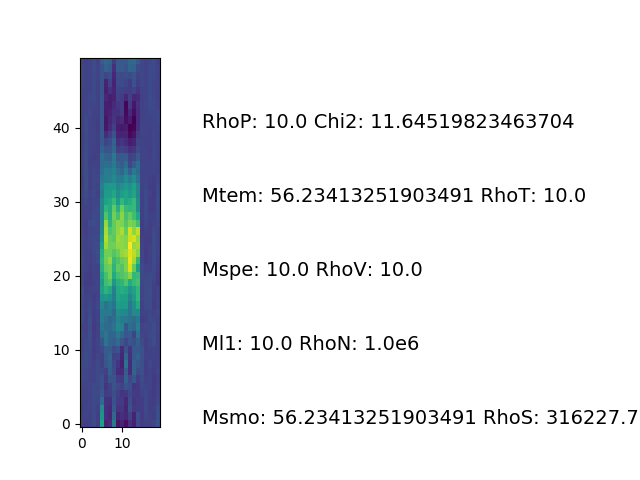 RhoP: 10.0 Chi2: 11.64519823463704
40
Mtem: 56.23413251903491 RhoT: 10.0
30
Mspe: 10.0 RhoV: 10.0
20
Ml1: 10.0 RhoN: 1.0e6
10
Msmo: 56.23413251903491 RhoS: 316227.7
0
0 10